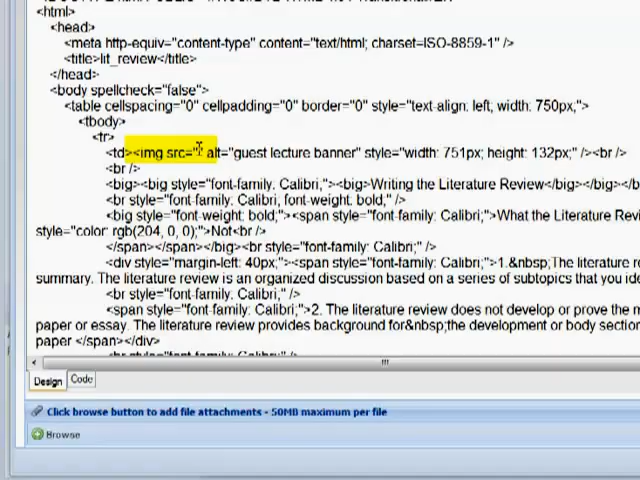 <html>
<head>
<meta http-equiv="content-type" content="text/html; charset=ISO-8859-1" />
<title>lit_review</title>
</head>
<body spellcheck="false">
<table cellspacing="0" cellpadding="0" border="0" style="text-align: left; width: 750px;">
<tbody>
<tr>
<td><img src="" alt="guest lecture banner" style="width: 751px; height: 132px;" /><br />
<br />
<big><big style="font-family: Calibri;"><big>Writing the Literature Review</big></big></b
<br style="font-family: Calibri, font-weight: bold;" />
<big style="font-weight: bold;"><span style="font-family: Calibri;">What the Literature Revi
style="color: rgb(204, 0, 0);">Not<br />
</span></span></big><br style="font-family: Calibri;" />
<div style="margin-left: 40px;"><span style="font-family: Calibri;">1.&nbsp;The literature r
summary. The literature review is an organized discussion based on a series of subtopics that you ide
<br style="font-family: Calibri;" />
<span style="font-family: Calibri;">2. The literature review does not develop or prove the m
paper or essay. The literature review provides background for&nbsp;the development or body section
paper </span></div>
<br style="font-family: Calibri;" />
Design Code
Click browse button to add file attachments - 50MB maximum per file
Browse